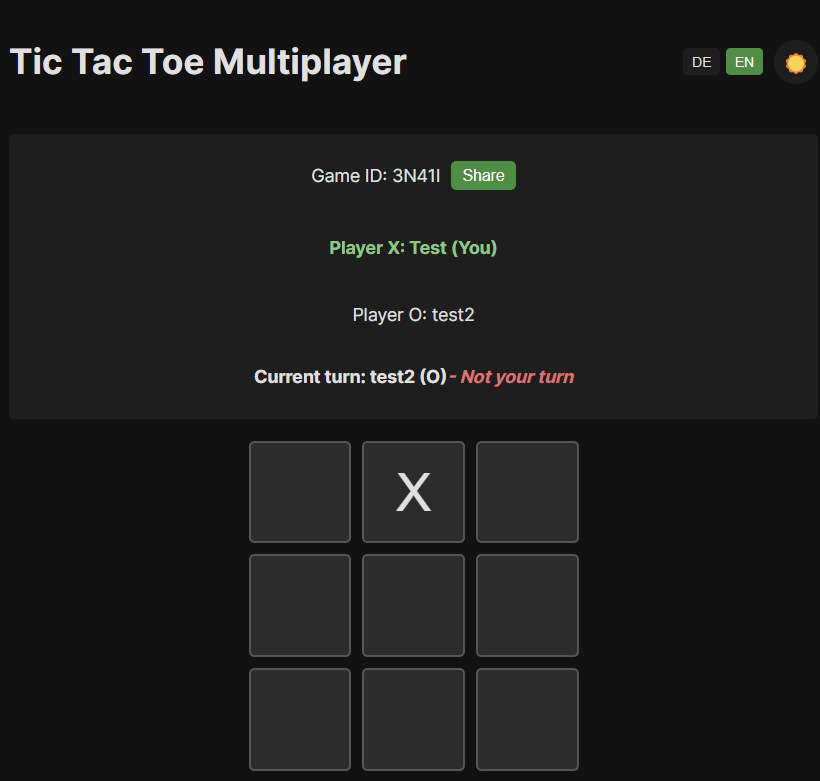 Tic Tac Toe Multiplayer
DE EN
Game ID: 3N41I Share
Player X: Test (You)
Player O: test2
Current turn: test2 (O) - Not your turn
X